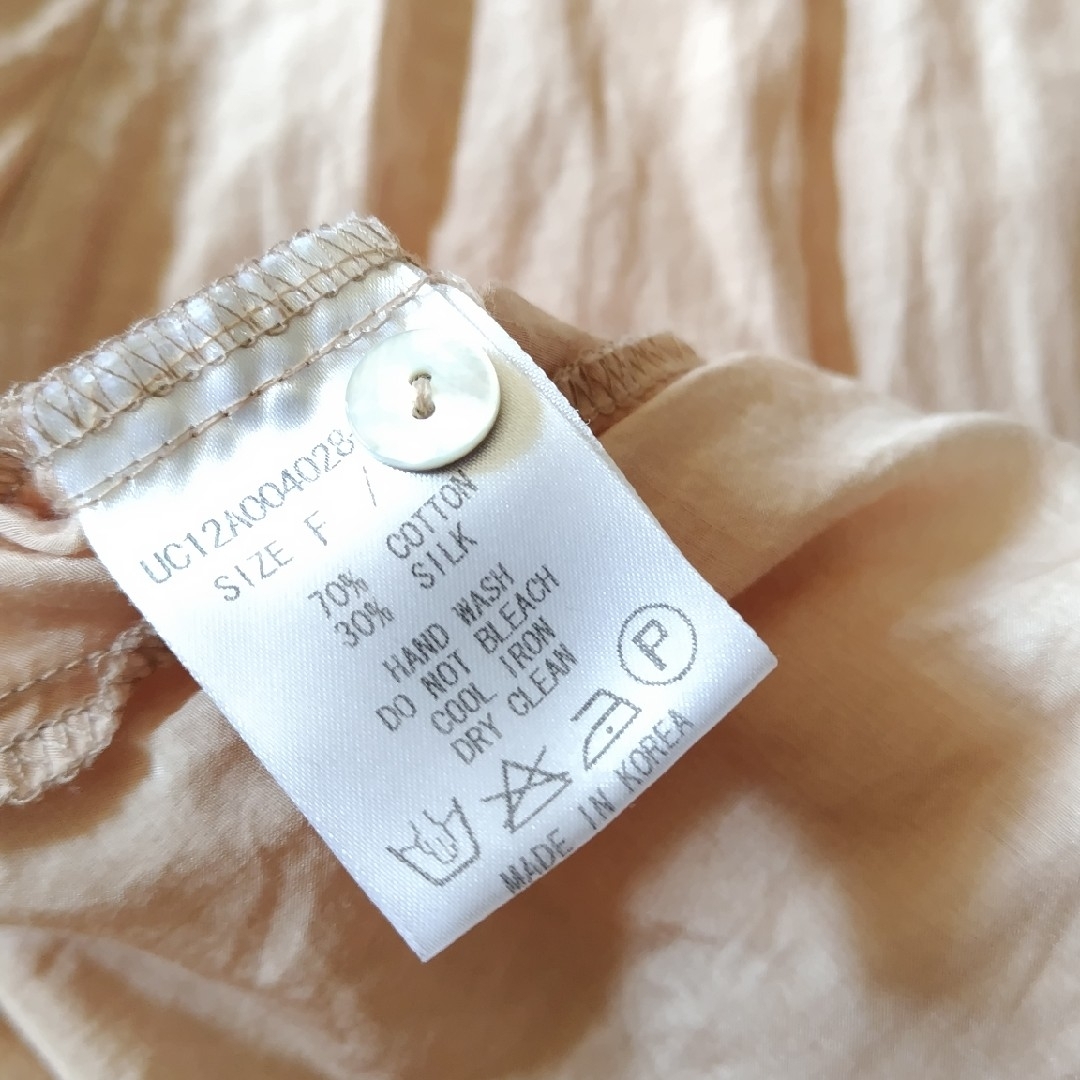 UC12A004028
SIZE F /
70% COTTON
30% SILK
HAND WASH
DO NOT BLEACH
COOL IRON
DRY CLEAN
P
MADE IN KOREA